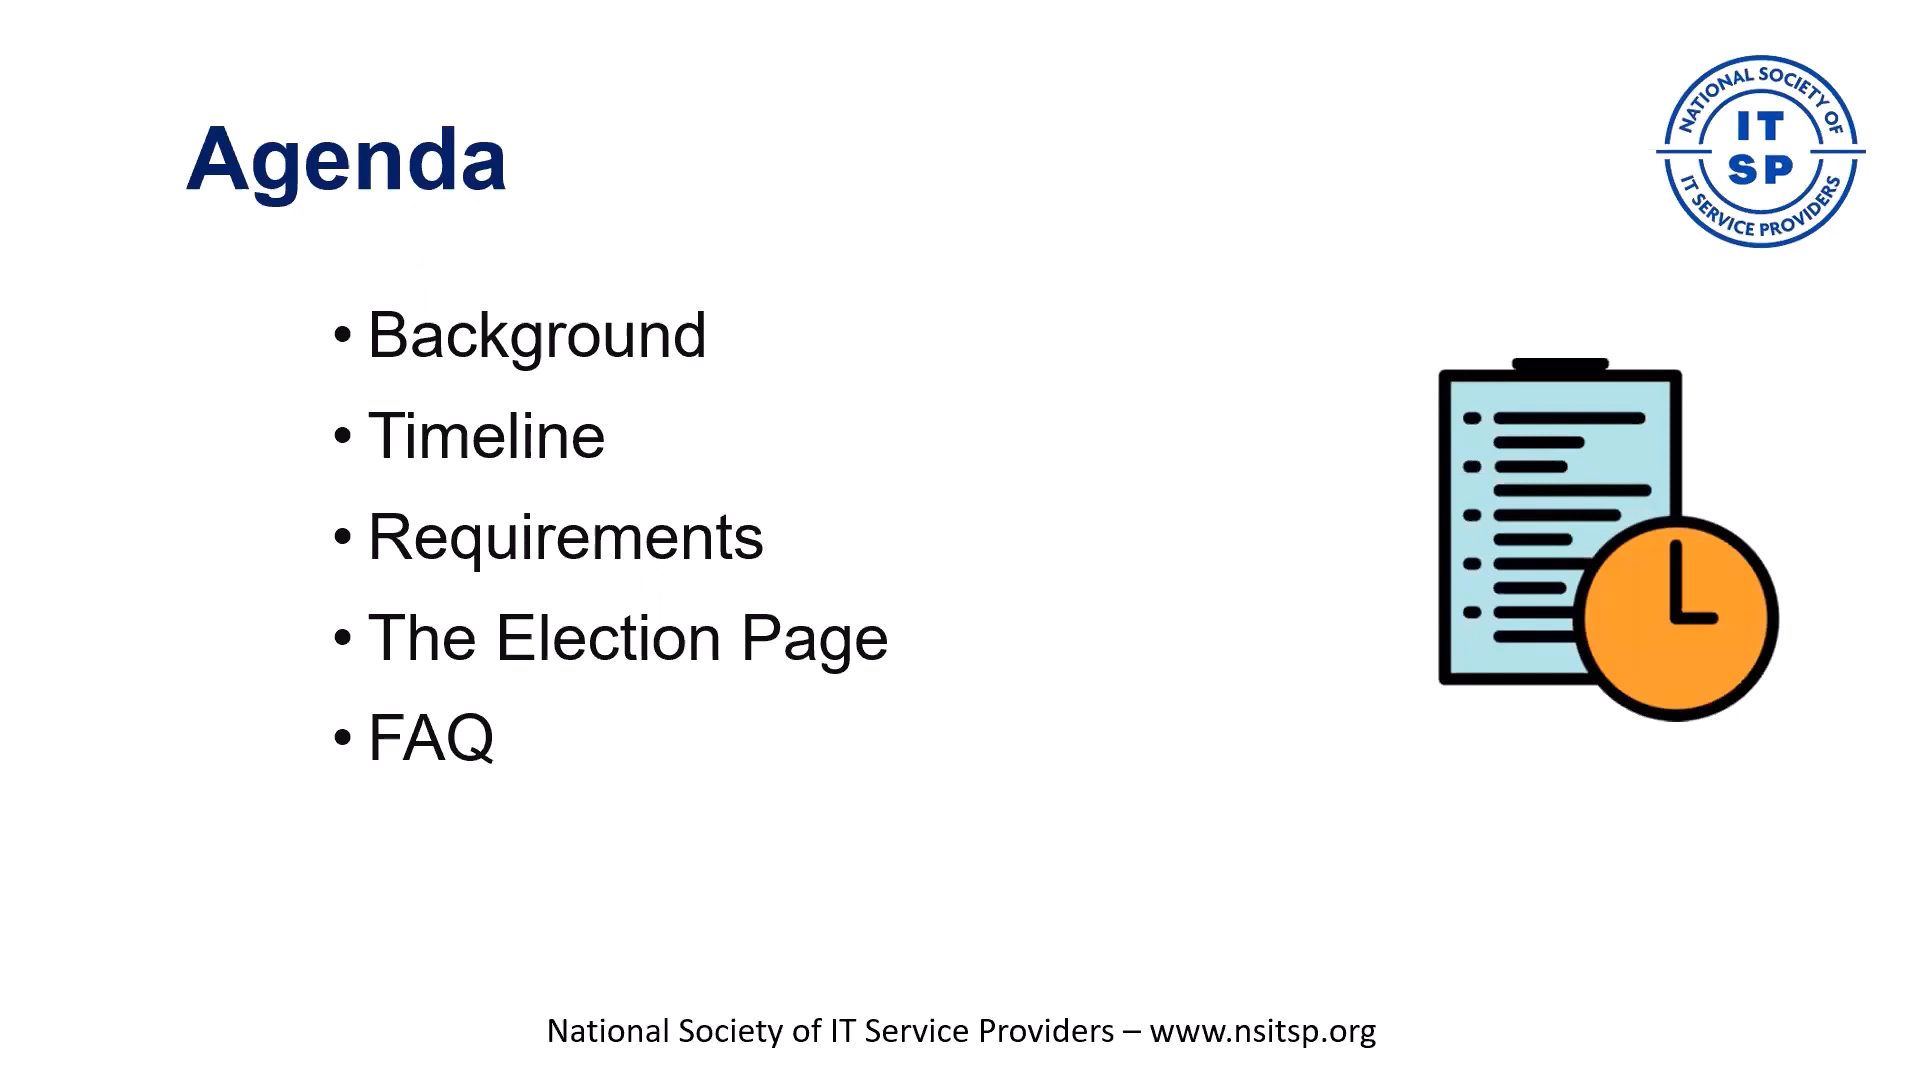 NATIONAL SOCIETY OF
IT
SP
IT SERVICE PROVIDERS
Agenda
• Background
• Timeline
• Requirements
• The Election Page
• FAQ
National Society of IT Service Providers – www.nsitsp.org